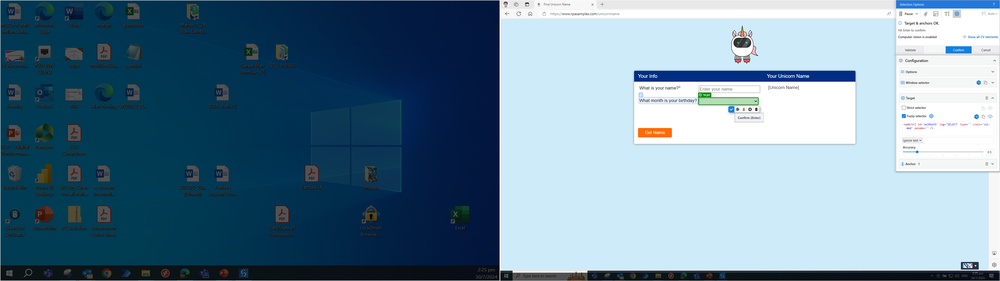 MCQ for staff welfare kah...
Microsoft Edge
Word
margin
passcode
Maisto 1_24 Scale Lamb...
L9_Respons...
NYP VPN CLIENT
ctlpe
ttcsr004ALA...
gemini
Career Plan Form (ac-v2)
Q2_231056S
idemity
Outlook
RPA
Alan-Testing
WEBDEV_TE...
SDA Alan(v2)
SCTP - Digital Transformat...
Panopto
CSS Cheatsheet
Recycle Bin
Power BI Desktop
SIT Org Chart -for all staff...
4. Student Internshi...
2023P2_20... (Dinesh)
Funded Student Pro...
Lecture24
images
ClearPass OnGuard
PowerPoint
P7_Solution
Assessment Cover sheet
Certificate of Completio...
LockDown Browser ...
Excel
2:25 pm
30/7/2024
Find Unicorn Name
https://www.rpasamples.com/unicornname
Your Info
Your Unicorn Name
What is your name?*
Enter your name
[Unicorn Name]
Target
What month is your birthday?
Confirm (Enter)
Get Name
Selection Options
?
Pause
Auto
Target & anchors OK.
Hit Enter to confirm.
Computer vision is enabled
Show all CV elements
Validate
Confirm
Cancel
Configuration
Options
Window selector
Target
Strict selector
Fuzzy selector
<webctrl id='selMonth' tag='SELECT' type='' class='col-
med' aaname='' />
Ignore text
Accuracy
0.5
Anchor 1
NYP
Type here to search
ENG
2:25 pm
30/7/2024